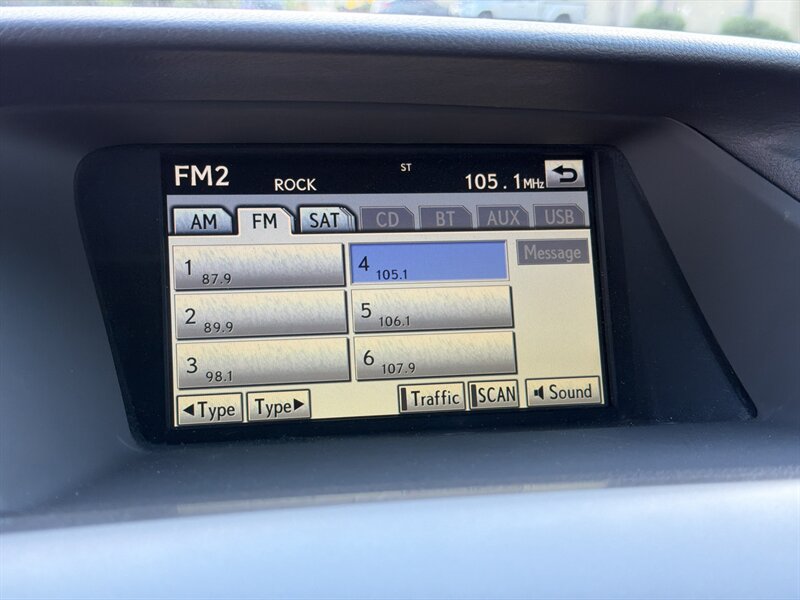 FM2 ROCK ST 105.1MHz
AM FM SAT CD BT AUX USB
1 87.9 4 105.1 Message
2 89.9 5 106.1
3 98.1 6 107.9
◀Type Type▶ Traffic SCAN Sound